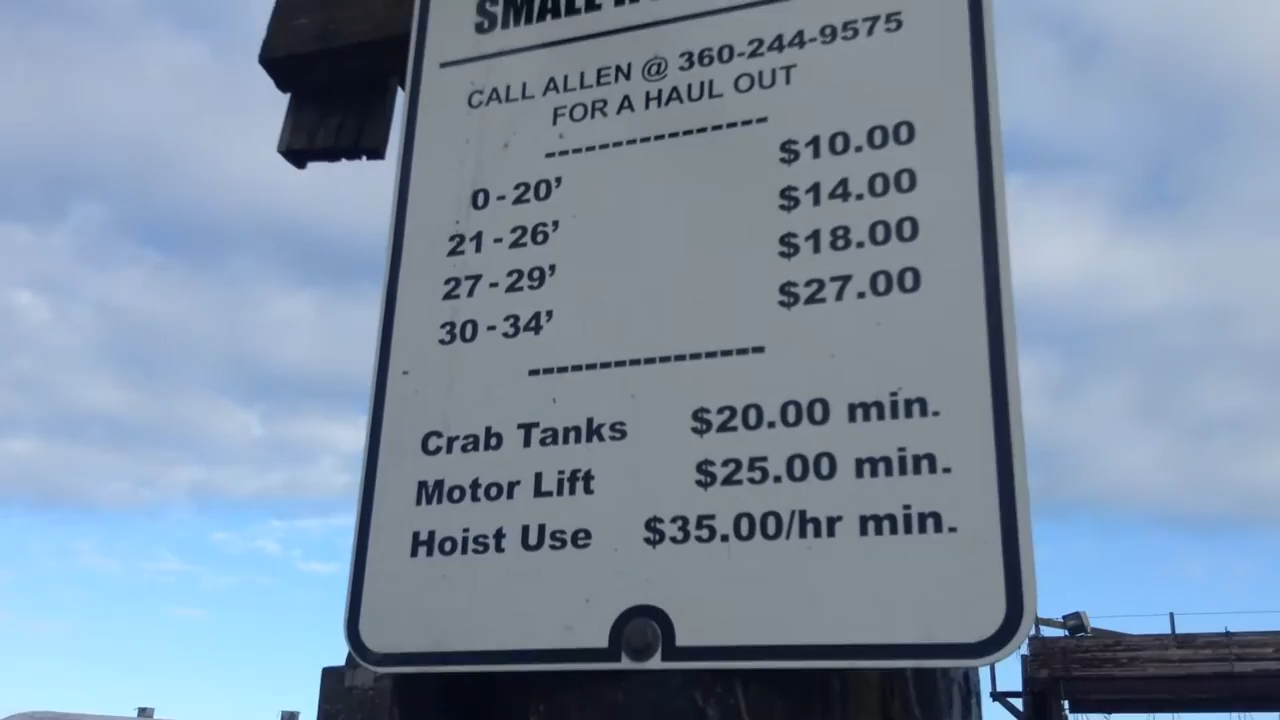 SMALL
CALL ALLEN @ 360-244-9575
FOR A HAUL OUT
---------------
0-20’ $10.00
21-26’ $14.00
27-29’ $18.00
30-34’ $27.00
---------------
Crab Tanks $20.00 min.
Motor Lift $25.00 min.
Hoist Use $35.00/hr min.